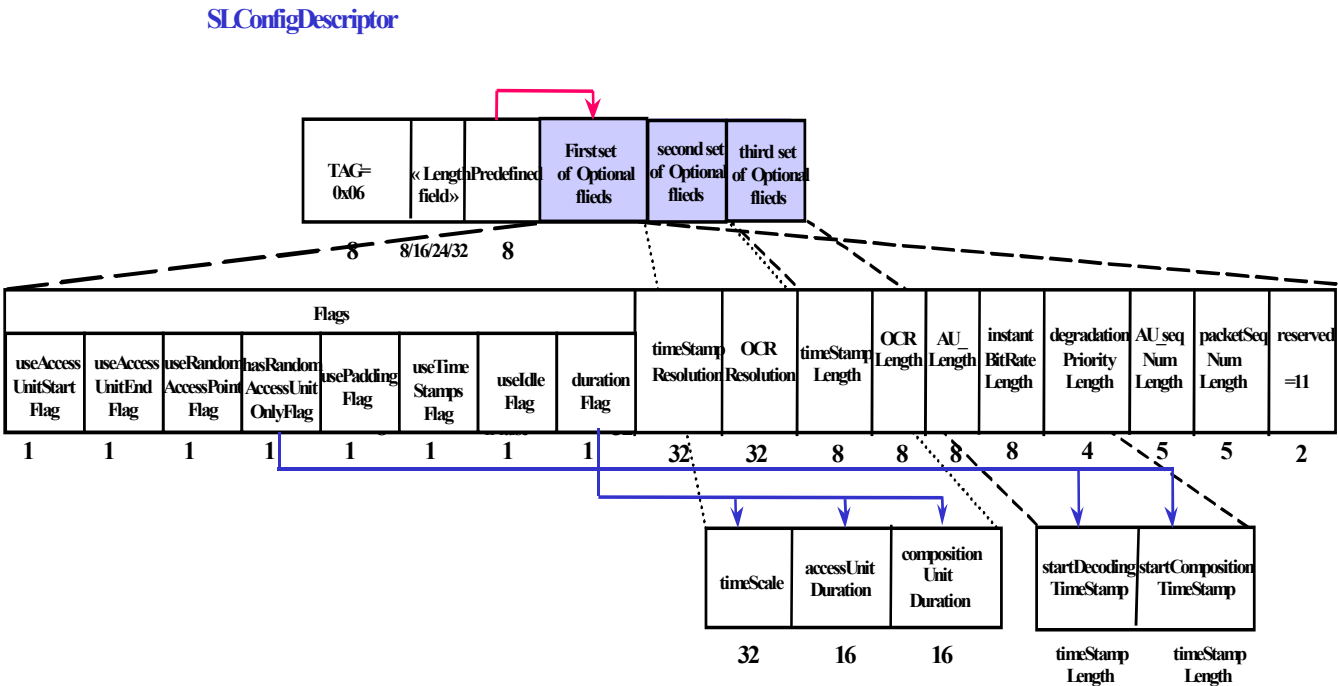 SLConfigDescriptor
TAG=
0x06
« Length
field»
Predefined
First set
of Optional
flieds
second set
of Optional
flieds
third set
of Optional
flieds
8
8/16/24/32
8
Flags
useAccess
UnitStart
Flag
useAccess
UnitEnd
Flag
useRandom
AccessPoint
Flag
hasRandom
AccessUnit
OnlyFlag
usePadding
Flag
useTime
Stamps
Flag
useIdle
Flag
duration
Flag
timeStamp
Resolution
OCR
Resolution
timeStamp
Length
OCR
Length
AU_
Length
instant
BitRate
Length
degradation
Priority
Length
AU_seq
Num
Length
packetSeq
Num
Length
reserved
=11
1
1
1
1
1
1
1
1
32
32
8
8
8
8
4
5
5
2
timeScale
accessUnit
Duration
composition
Unit
Duration
startDecoding
TimeStamp
startComposition
TimeStamp
32
16
16
timeStamp
Length
timeStamp
Length